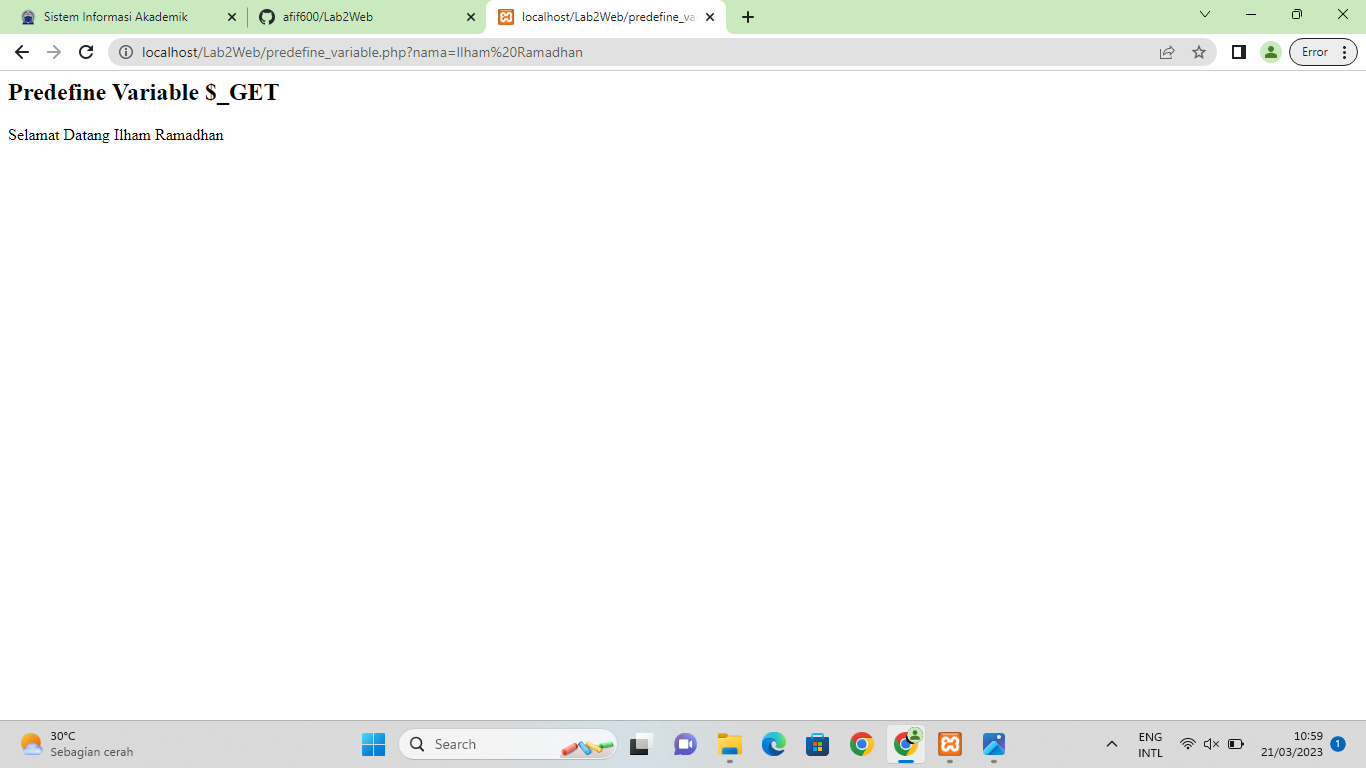 Sistem Informasi Akademik
afif600/Lab2Web
localhost/Lab2Web/predefine_va
localhost/Lab2Web/predefine_variable.php?nama=Ilham%20Ramadhan
Error
Predefine Variable $_GET
Selamat Datang Ilham Ramadhan
30°C
Sebagian cerah
Search
ENG
INTL
10:59
21/03/2023
1